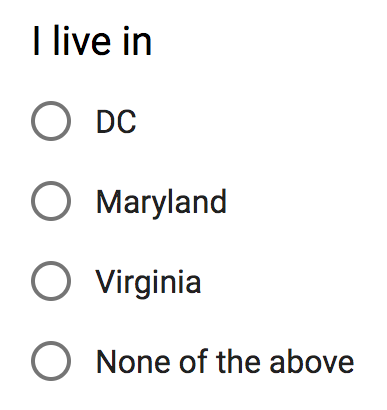 I live in
DC
Maryland
Virginia
None of the above